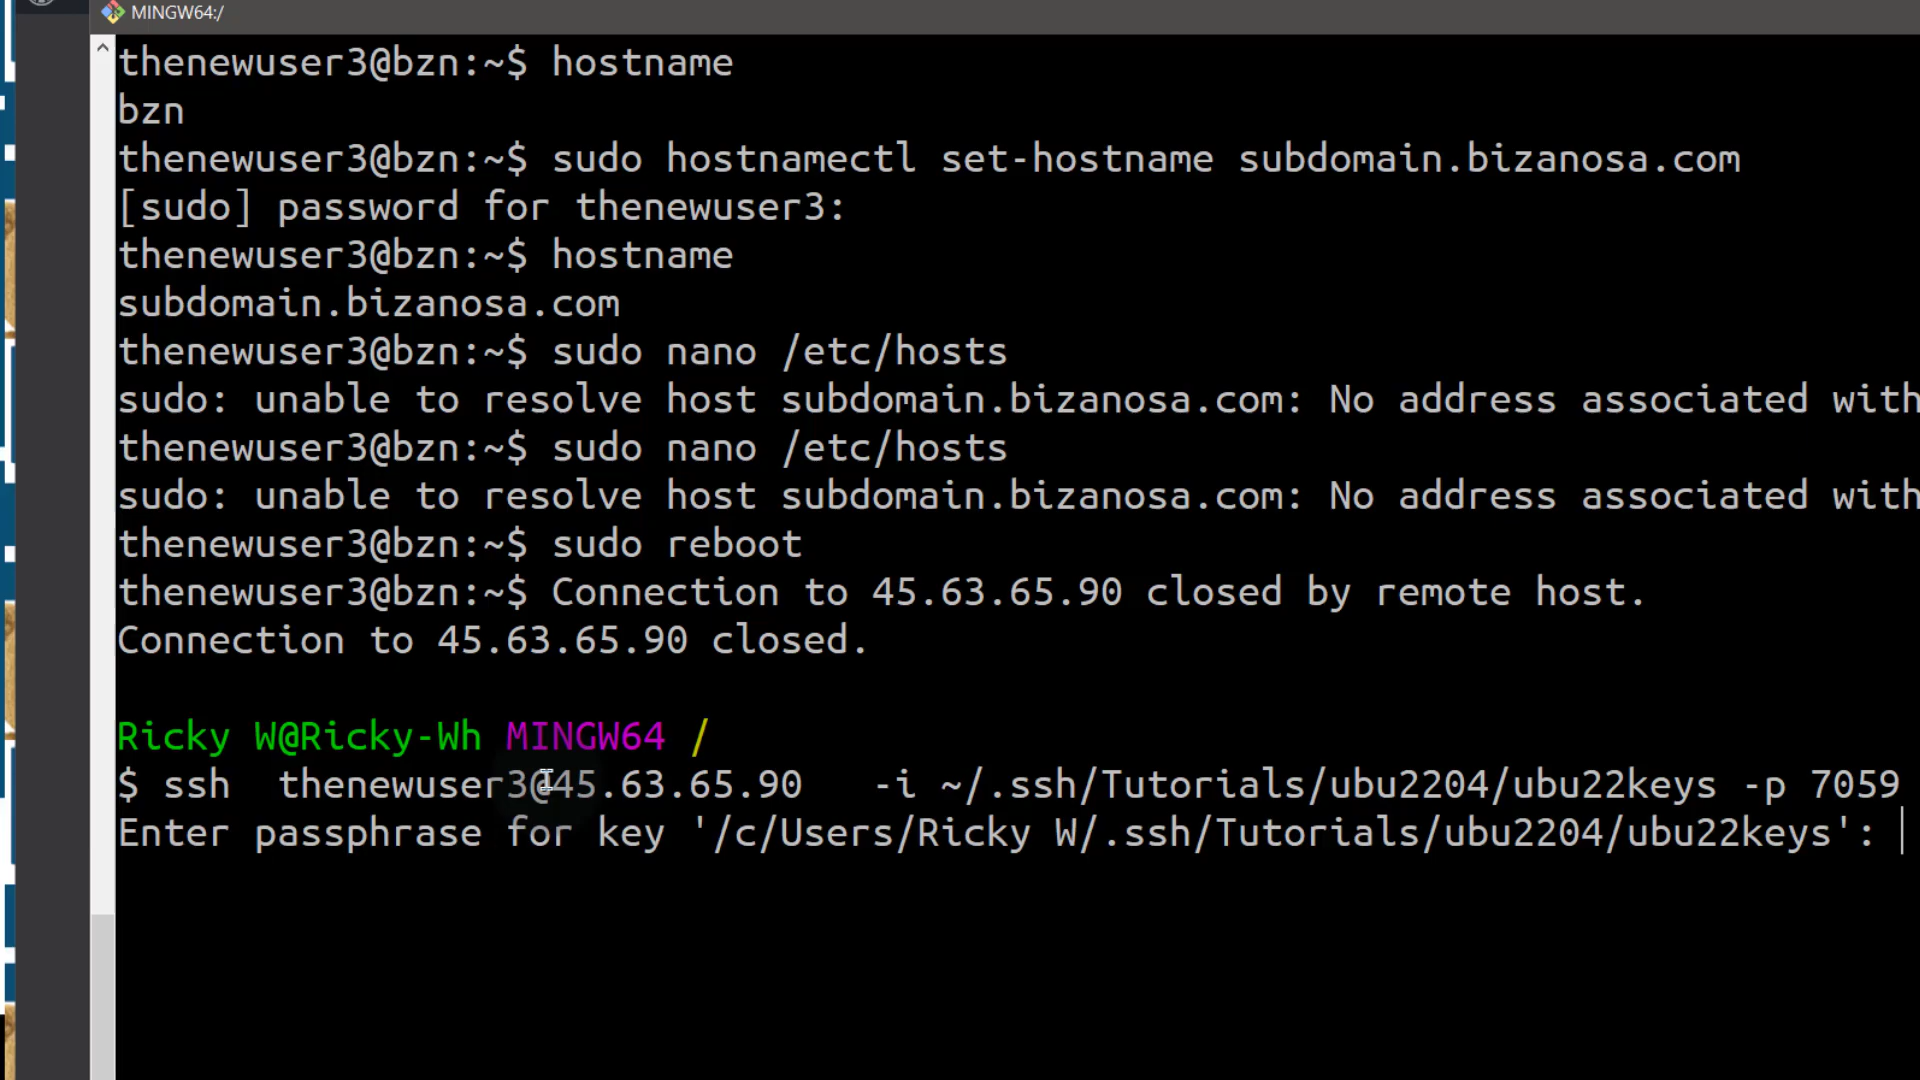 MINGW64:/
thenewuser3@bzn:~$ hostname
bzn
thenewuser3@bzn:~$ sudo hostnamectl set-hostname subdomain.bizanosa.com
[sudo] password for thenewuser3:
thenewuser3@bzn:~$ hostname
subdomain.bizanosa.com
thenewuser3@bzn:~$ sudo nano /etc/hosts
sudo: unable to resolve host subdomain.bizanosa.com: No address associated with
thenewuser3@bzn:~$ sudo nano /etc/hosts
sudo: unable to resolve host subdomain.bizanosa.com: No address associated with
thenewuser3@bzn:~$ sudo reboot
thenewuser3@bzn:~$ Connection to 45.63.65.90 closed by remote host.
Connection to 45.63.65.90 closed.
Ricky W@Ricky-Wh MINGW64 /
$ ssh  thenewuser3@45.63.65.90   -i ~/.ssh/Tutorials/ubu2204/ubu22keys -p 7059
Enter passphrase for key '/c/Users/Ricky W/.ssh/Tutorials/ubu2204/ubu22keys':